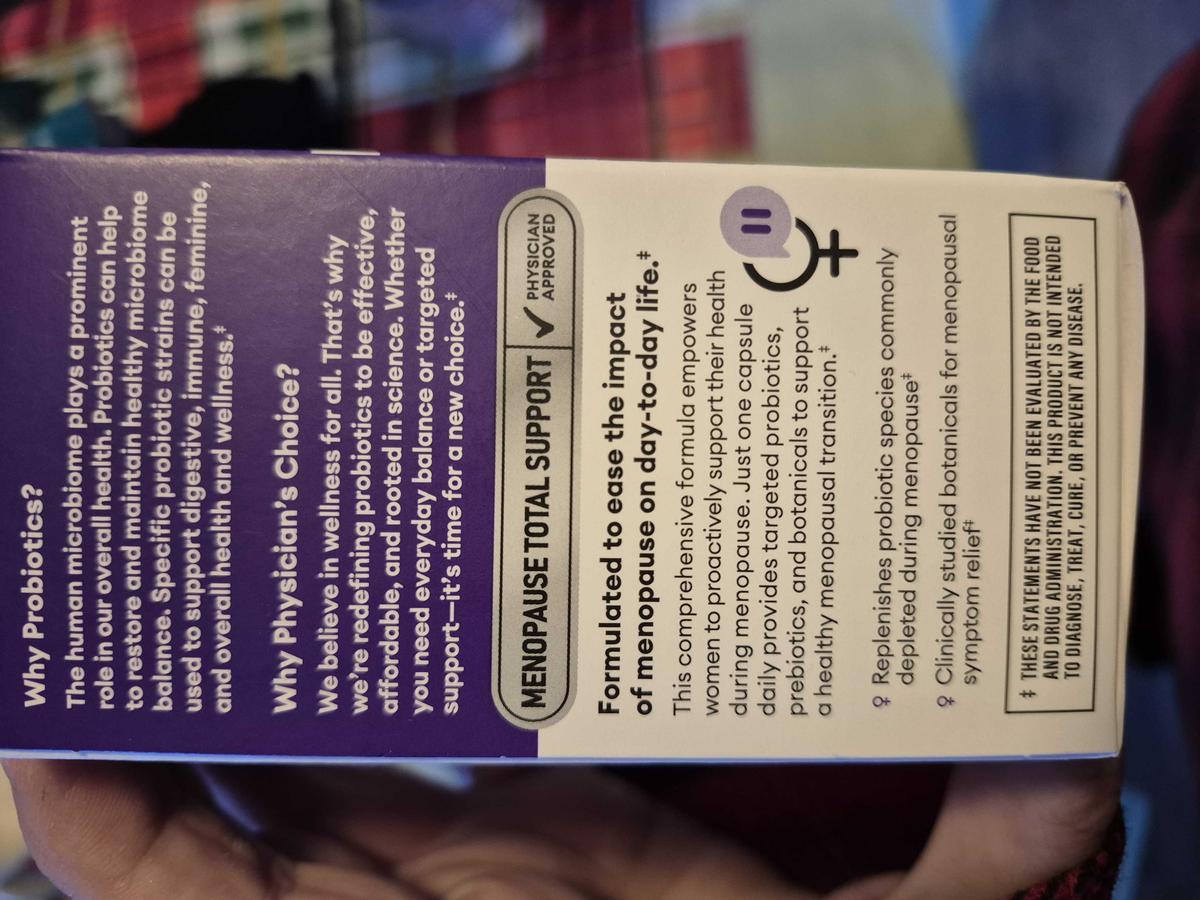 Why Probiotics?
The human microbiome plays a prominent
role in our overall health. Probiotics can help
to restore and maintain healthy microbiome
balance. Specific probiotic strains can be
used to support digestive, immune, feminine,
and overall health and wellness.‡
Why Physician's Choice?
We believe in wellness for all. That's why
we're redefining probiotics to be effective,
affordable, and rooted in science. Whether
you need everyday balance or targeted
support—it's time for a new choice.‡
MENOPAUSE TOTAL SUPPORT
PHYSICIAN
APPROVED
Formulated to ease the impact
of menopause on day-to-day life.‡
This comprehensive formula empowers
women to proactively support their health
during menopause. Just one capsule
daily provides targeted probiotics,
prebiotics, and botanicals to support
a healthy menopausal transition.‡
♀ Replenishes probiotic species commonly
depleted during menopause‡
♀ Clinically studied botanicals for menopausal
symptom relief‡
‡ THESE STATEMENTS HAVE NOT BEEN EVALUATED BY THE FOOD
AND DRUG ADMINISTRATION. THIS PRODUCT IS NOT INTENDED
TO DIAGNOSE, TREAT, CURE, OR PREVENT ANY DISEASE.